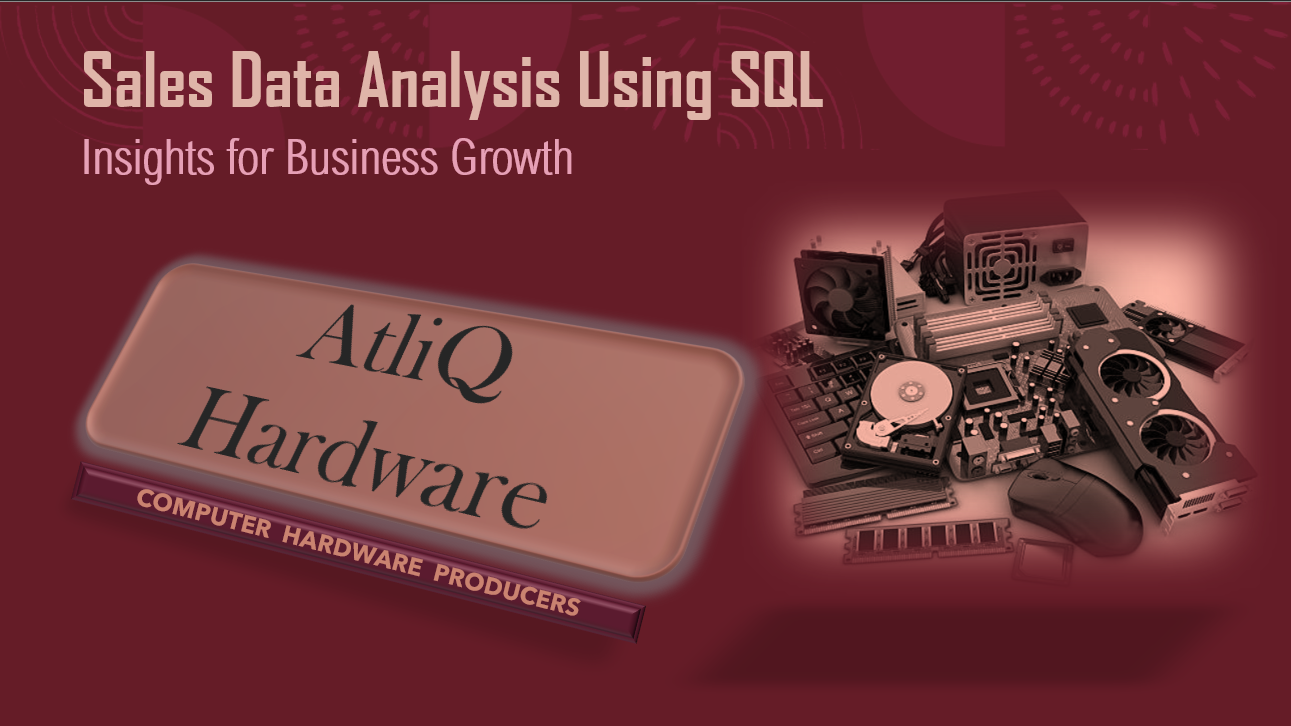 Sales Data Analysis Using SQL
Insights for Business Growth
AtliQ
Hardware
COMPUTER HARDWARE PRODUCERS